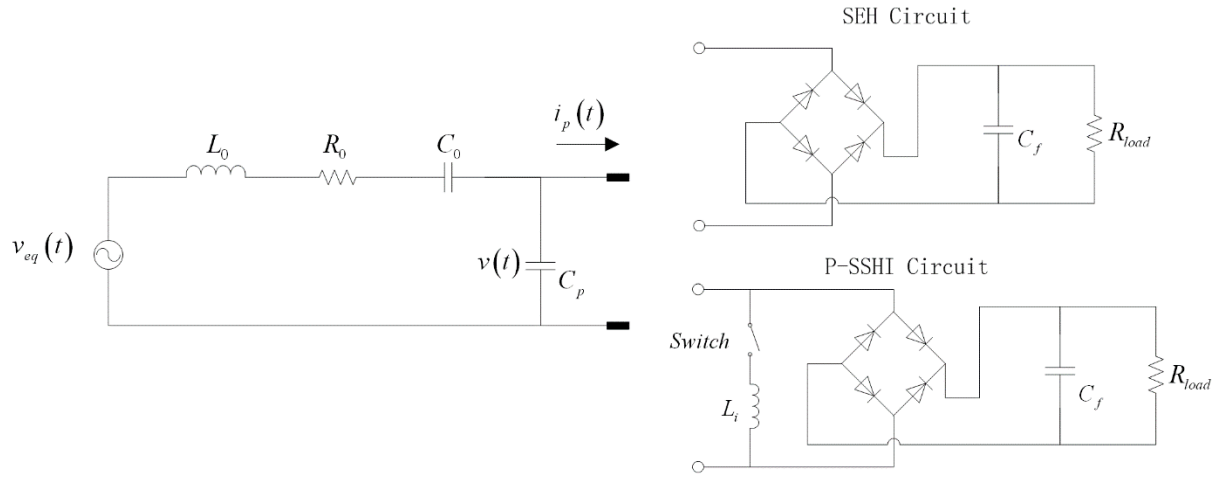 SEH Circuit
i_p(t)
L_0
R_0
C_0
C_f
R_load
v_eq(t)
v(t)
C_p
P-SSHI Circuit
Switch
L_i
C_f
R_load